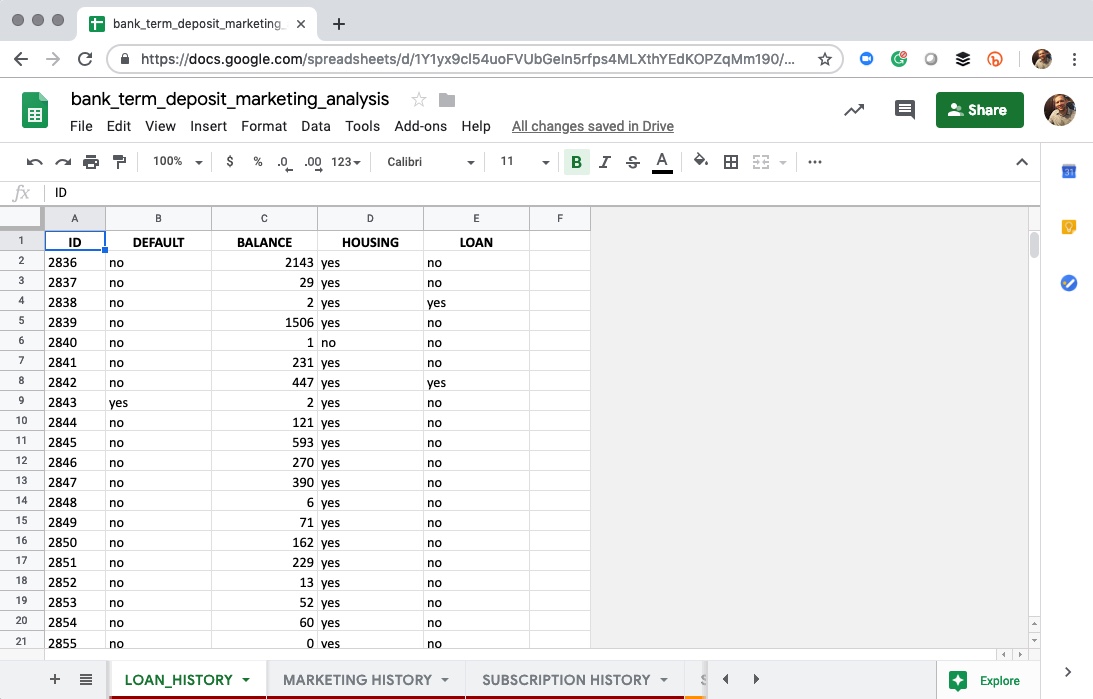 bank_term_deposit_marketing_
https://docs.google.com/spreadsheets/d/1Y1yx9cl54uoFVUbGeIn5rfps4MLXthYEdKOPZqMm190/...
bank_term_deposit_marketing_analysis
File Edit View Insert Format Data Tools Add-ons Help All changes saved in Drive
Share
100% $ % .0 .00 123 Calibri 11 B I S A ...
31
fx ID
A B C D E F
1 ID DEFAULT BALANCE HOUSING LOAN
2 2836 no 2143 yes no
3 2837 no 29 yes no
4 2838 no 2 yes yes
5 2839 no 1506 yes no
6 2840 no 1 no no
7 2841 no 231 yes no
8 2842 no 447 yes yes
9 2843 yes 2 yes no
10 2844 no 121 yes no
11 2845 no 593 yes no
12 2846 no 270 yes no
13 2847 no 390 yes no
14 2848 no 6 yes no
15 2849 no 71 yes no
16 2850 no 162 yes no
17 2851 no 229 yes no
18 2852 no 13 yes no
19 2853 no 52 yes no
20 2854 no 60 yes no
21 2855 no 0 yes no
LOAN_HISTORY MARKETING HISTORY SUBSCRIPTION HISTORY
Explore